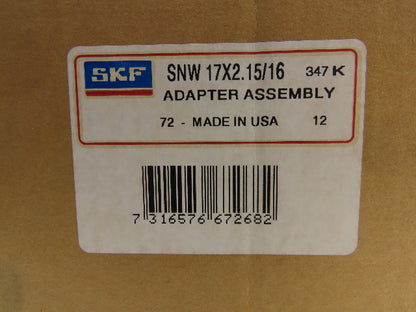 SKF SNW 17X2.15/16 347 K
ADAPTER ASSEMBLY
72 - MADE IN USA 12
7 316576 672682